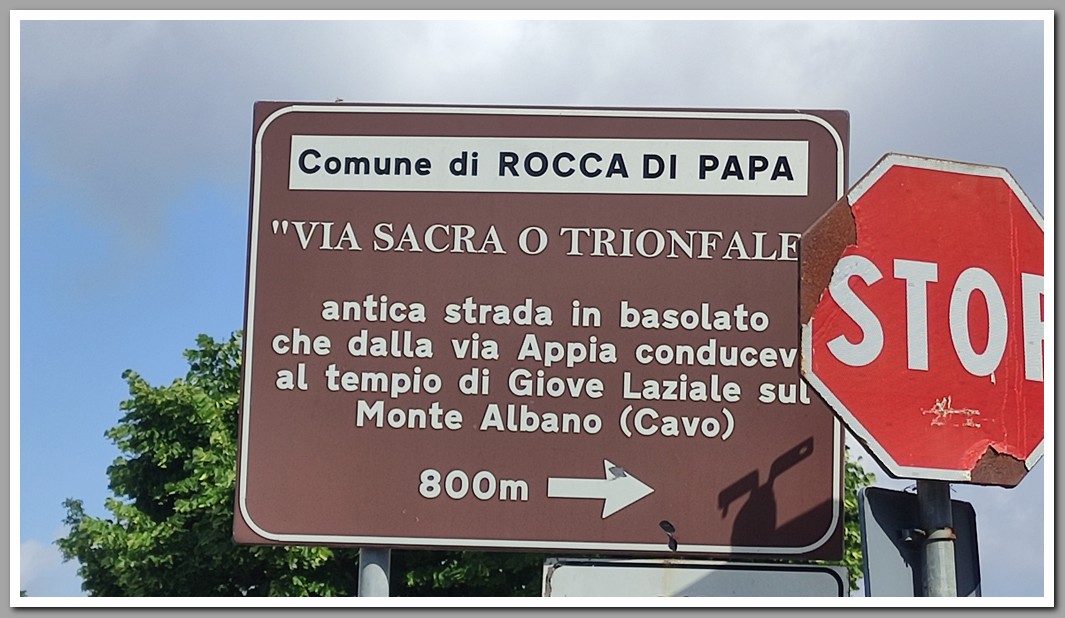 Comune di ROCCA DI PAPA
"VIA SACRA O TRIONFALE
antica strada in basolato
che dalla via Appia conducev
al tempio di Giove Laziale sul
Monte Albano (Cavo)
800m
STOP